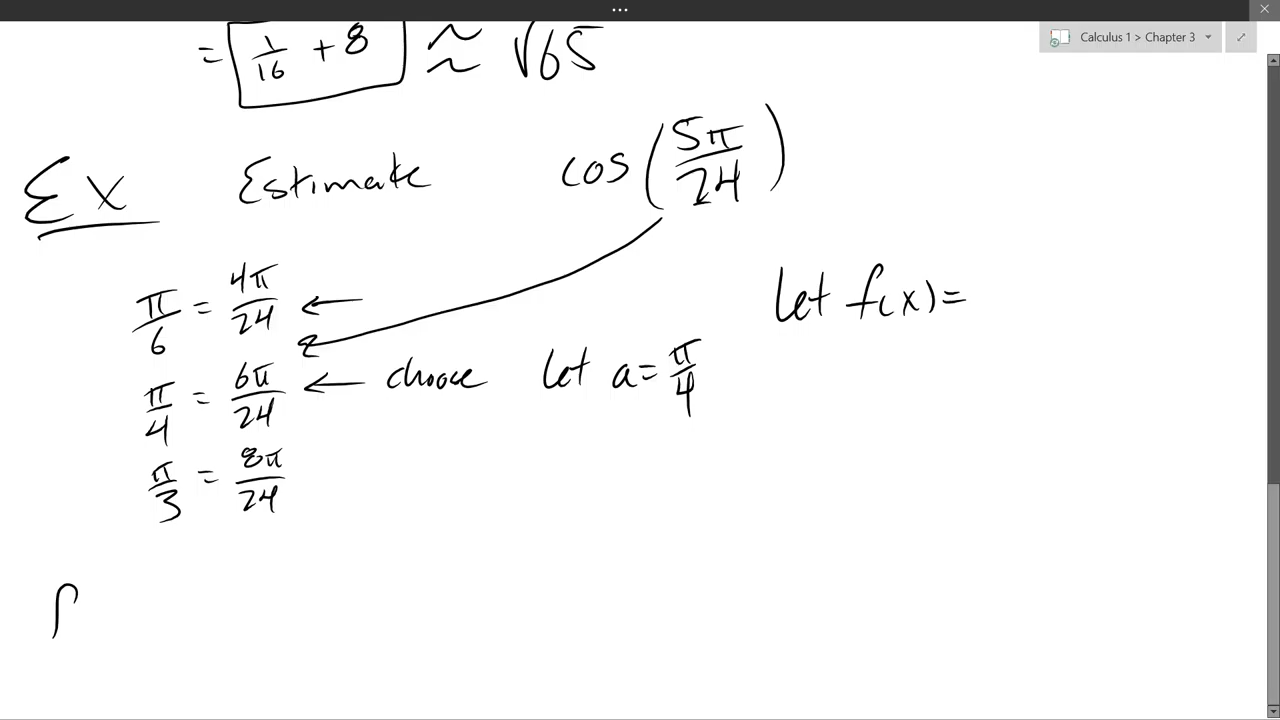 Calculus 1 > Chapter 3
= 1/16 + 8 ≈ √65
Ex Estimate cos(5π/24)
π/6 = 4π/24 ←
let f(x)=
π/4 = 6π/24 ← choose let a= π/4
π/3 = 8π/24